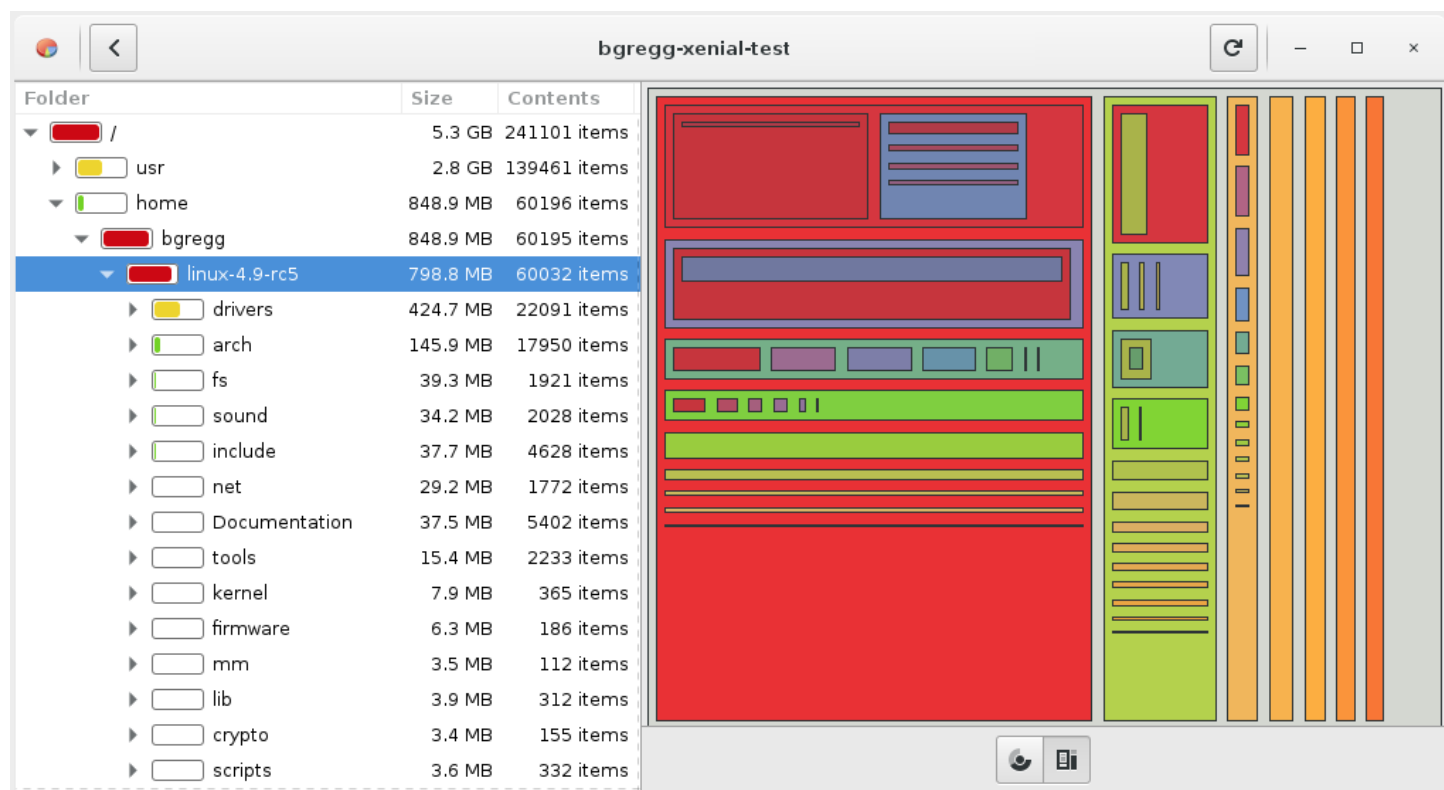 bgregg-xenial-test
Folder Size Contents
/ 5.3 GB 241101 items
usr 2.8 GB 139461 items
home 848.9 MB 60196 items
bgregg 848.9 MB 60195 items
linux-4.9-rc5 798.8 MB 60032 items
drivers 424.7 MB 22091 items
arch 145.9 MB 17950 items
fs 39.3 MB 1921 items
sound 34.2 MB 2028 items
include 37.7 MB 4628 items
net 29.2 MB 1772 items
Documentation 37.5 MB 5402 items
tools 15.4 MB 2233 items
kernel 7.9 MB 365 items
firmware 6.3 MB 186 items
mm 3.5 MB 112 items
lib 3.9 MB 312 items
crypto 3.4 MB 155 items
scripts 3.6 MB 332 items